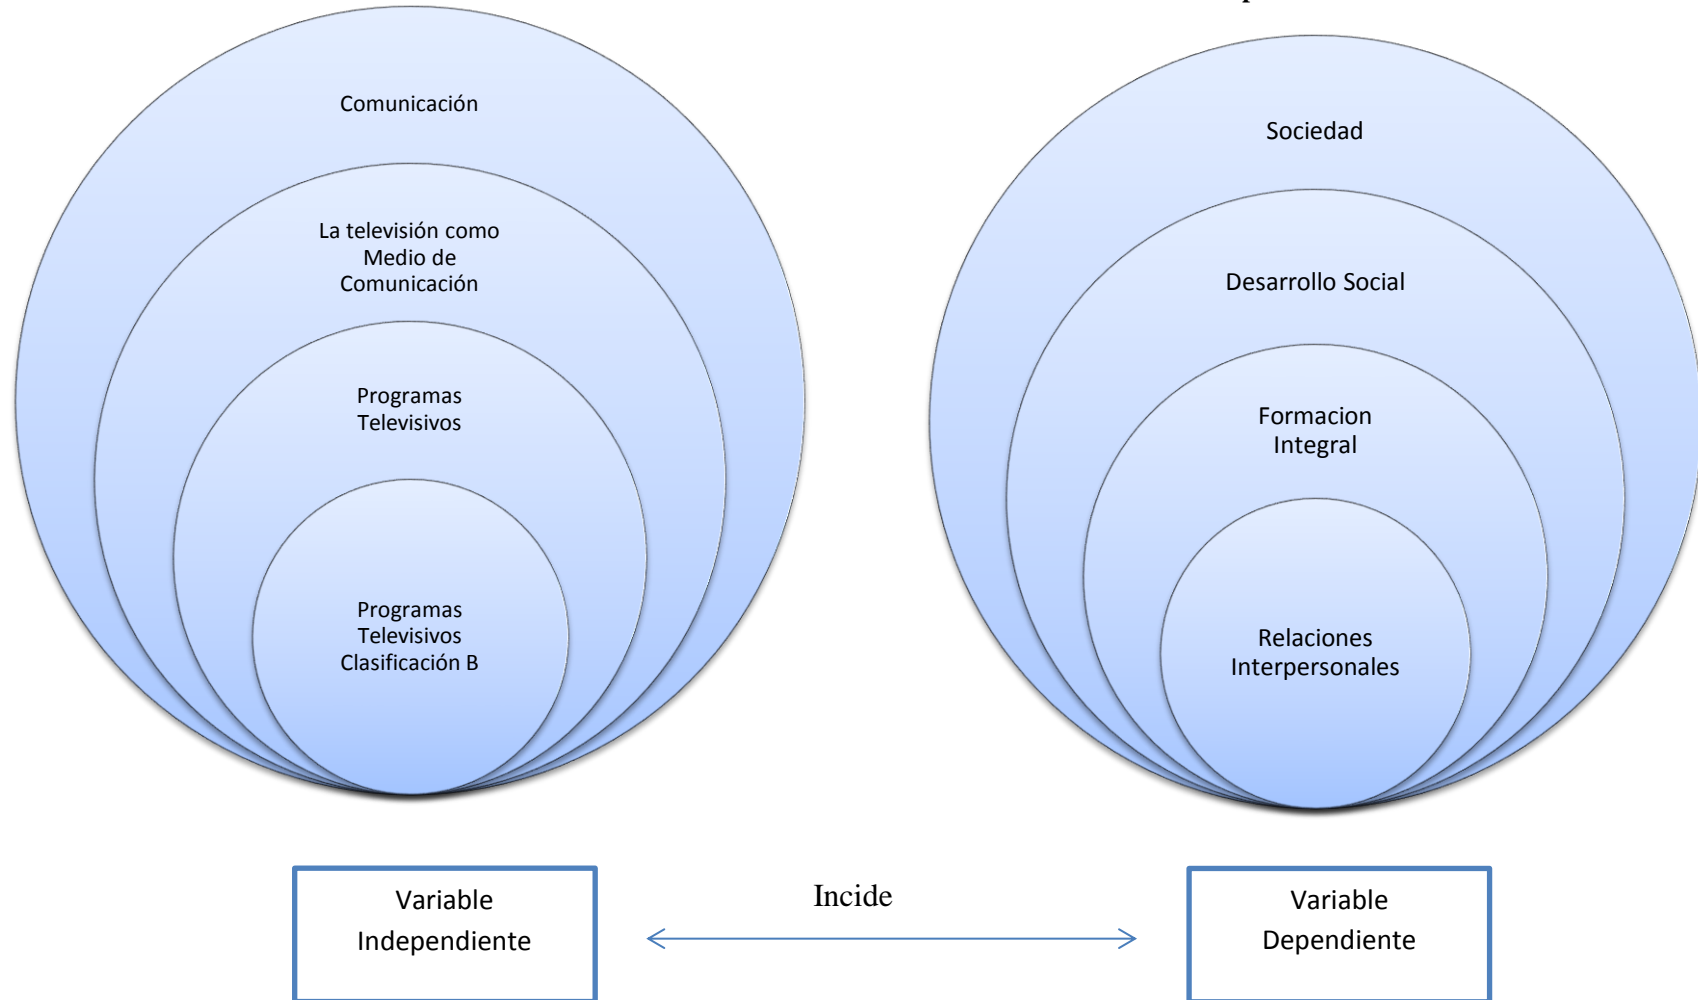 Comunicación
La televisión como
Medio de
Comunicación
Programas
Televisivos
Programas
Televisivos
Clasificación B
Sociedad
Desarrollo Social
Formacion
Integral
Relaciones
Interpersonales
Variable
Independiente
Incide
Variable
Dependiente